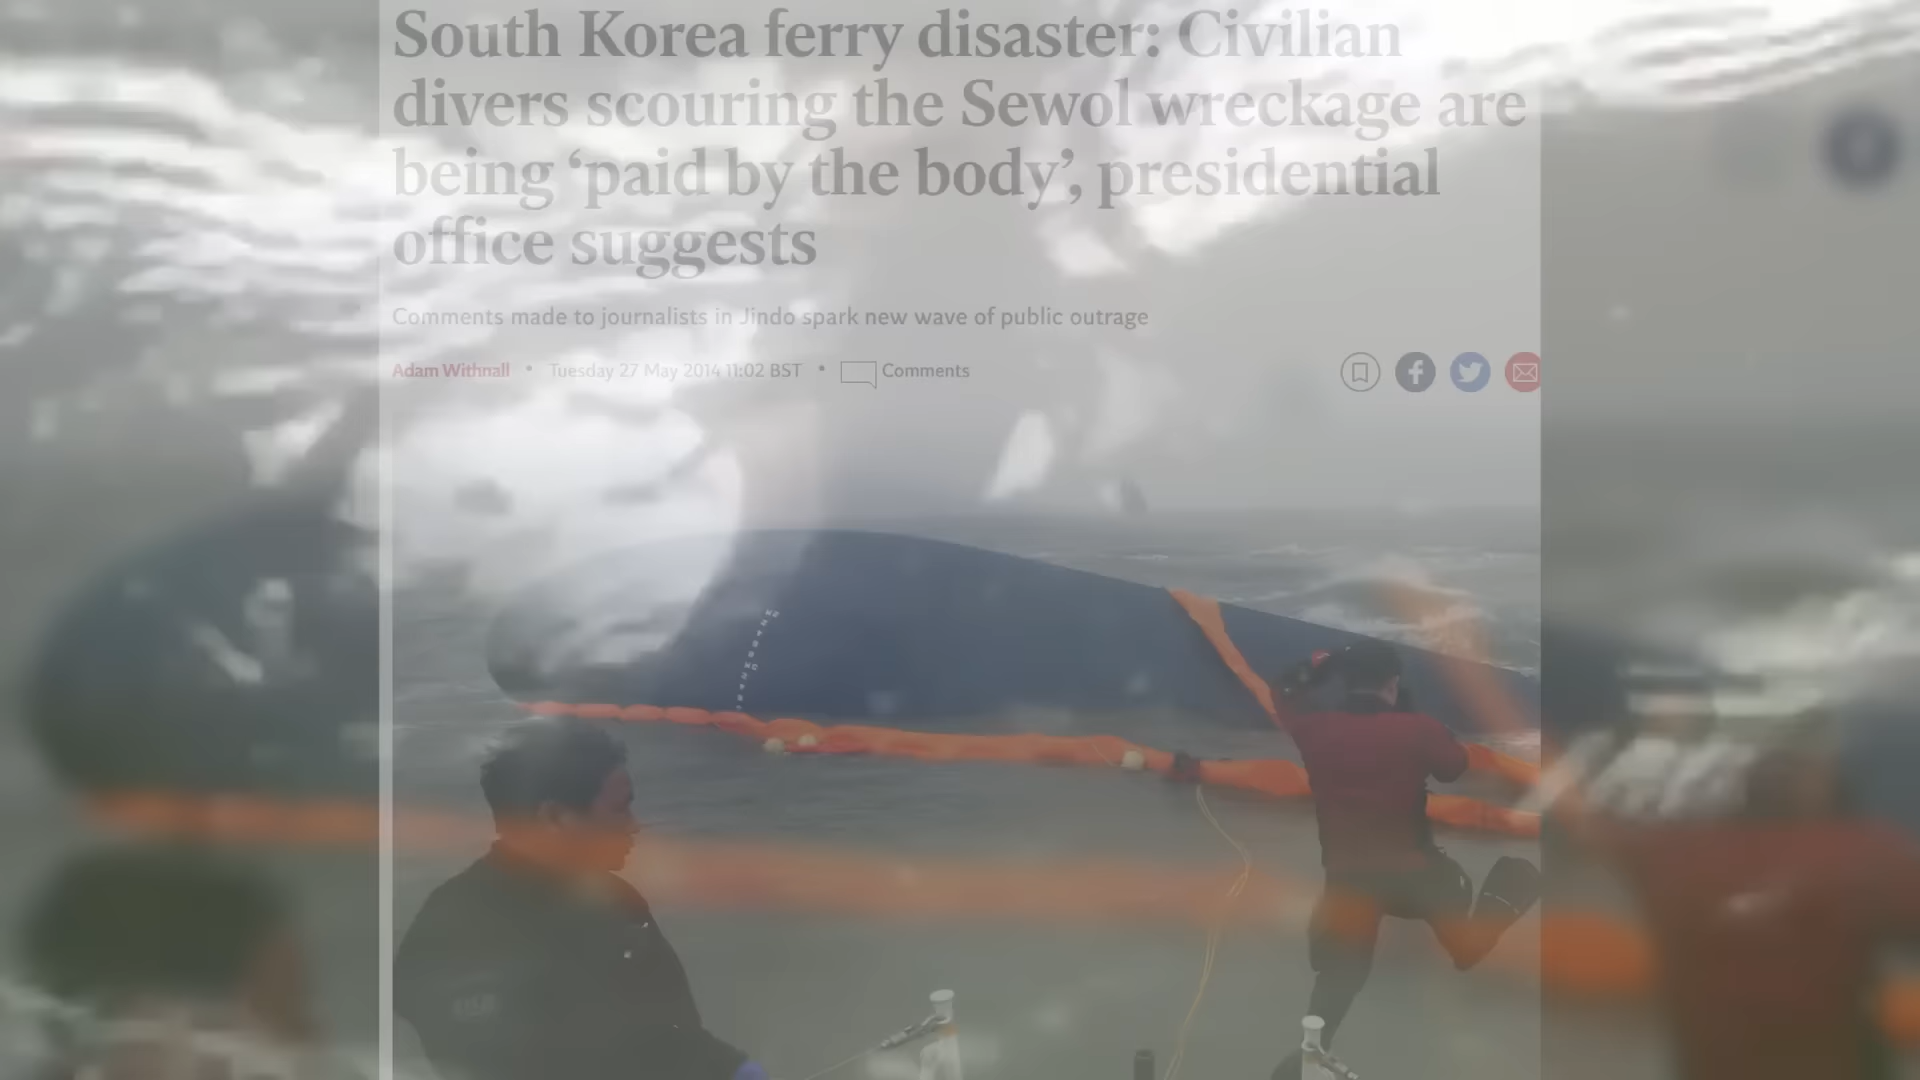 South Korea ferry disaster: Civilian
divers scouring the Sewol wreckage are
being ‘paid by the body’, presidential
office suggests
Comments made to journalists in Jindo spark new wave of public outrage
Adam Withnall • Tuesday 27 May 2014 11:02 BST • Comments